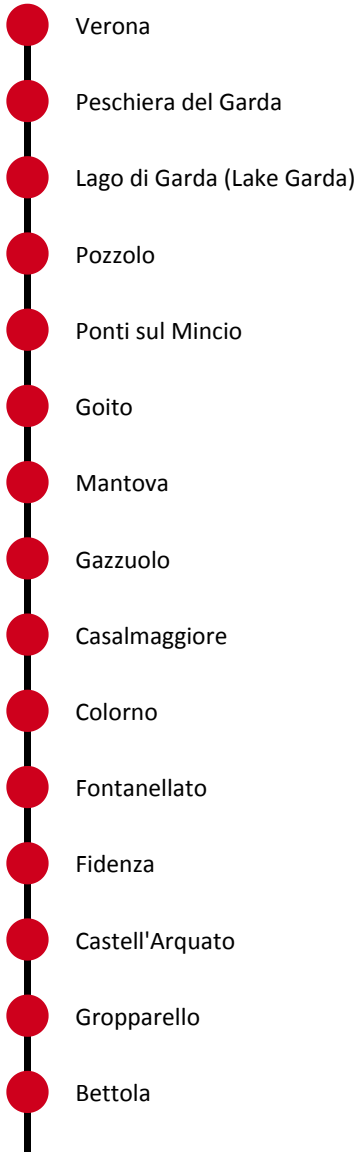 Verona
Peschiera del Garda
Lago di Garda (Lake Garda)
Pozzolo
Ponti sul Mincio
Goito
Mantova
Gazzuolo
Casalmaggiore
Colorno
Fontanellato
Fidenza
Castell'Arquato
Gropparello
Bettola